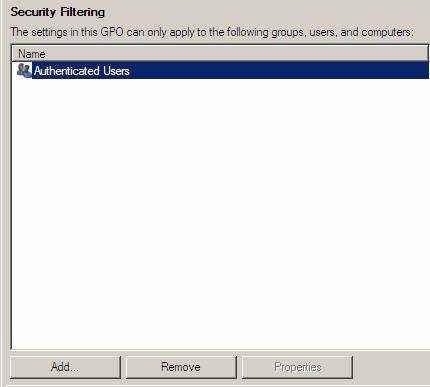 Security Filtering
The settings in this GPO can only apply to the following groups, users, and computers:
Name
Authenticated Users
Add...
Remove
Properties